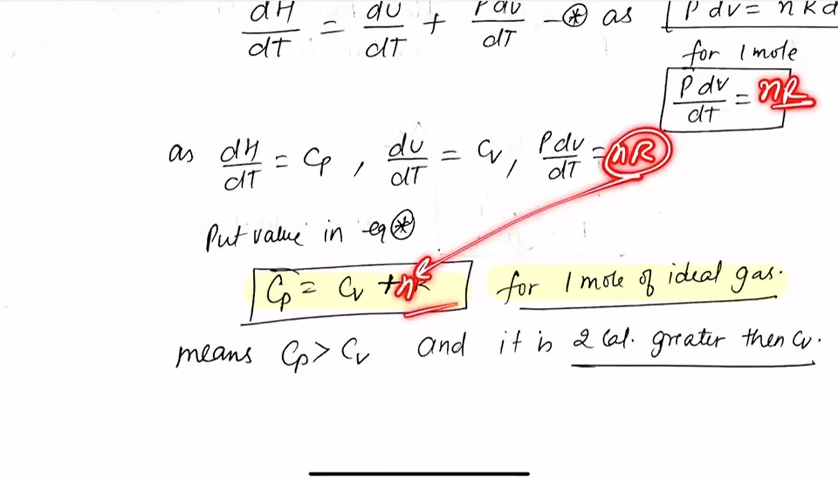 dH/dT = dU/dT + Pdv/dT —⊛ as Pdv = nRd
for 1 mole
Pdv/dT = nR
as dH/dT = Cp , dU/dT = Cv, Pdv/dT = nR
Put value in eq ⊛
Cp = Cv + nR for 1 mole of ideal gas.
means Cp > Cv and it is 2 Cal. greater then Cv.